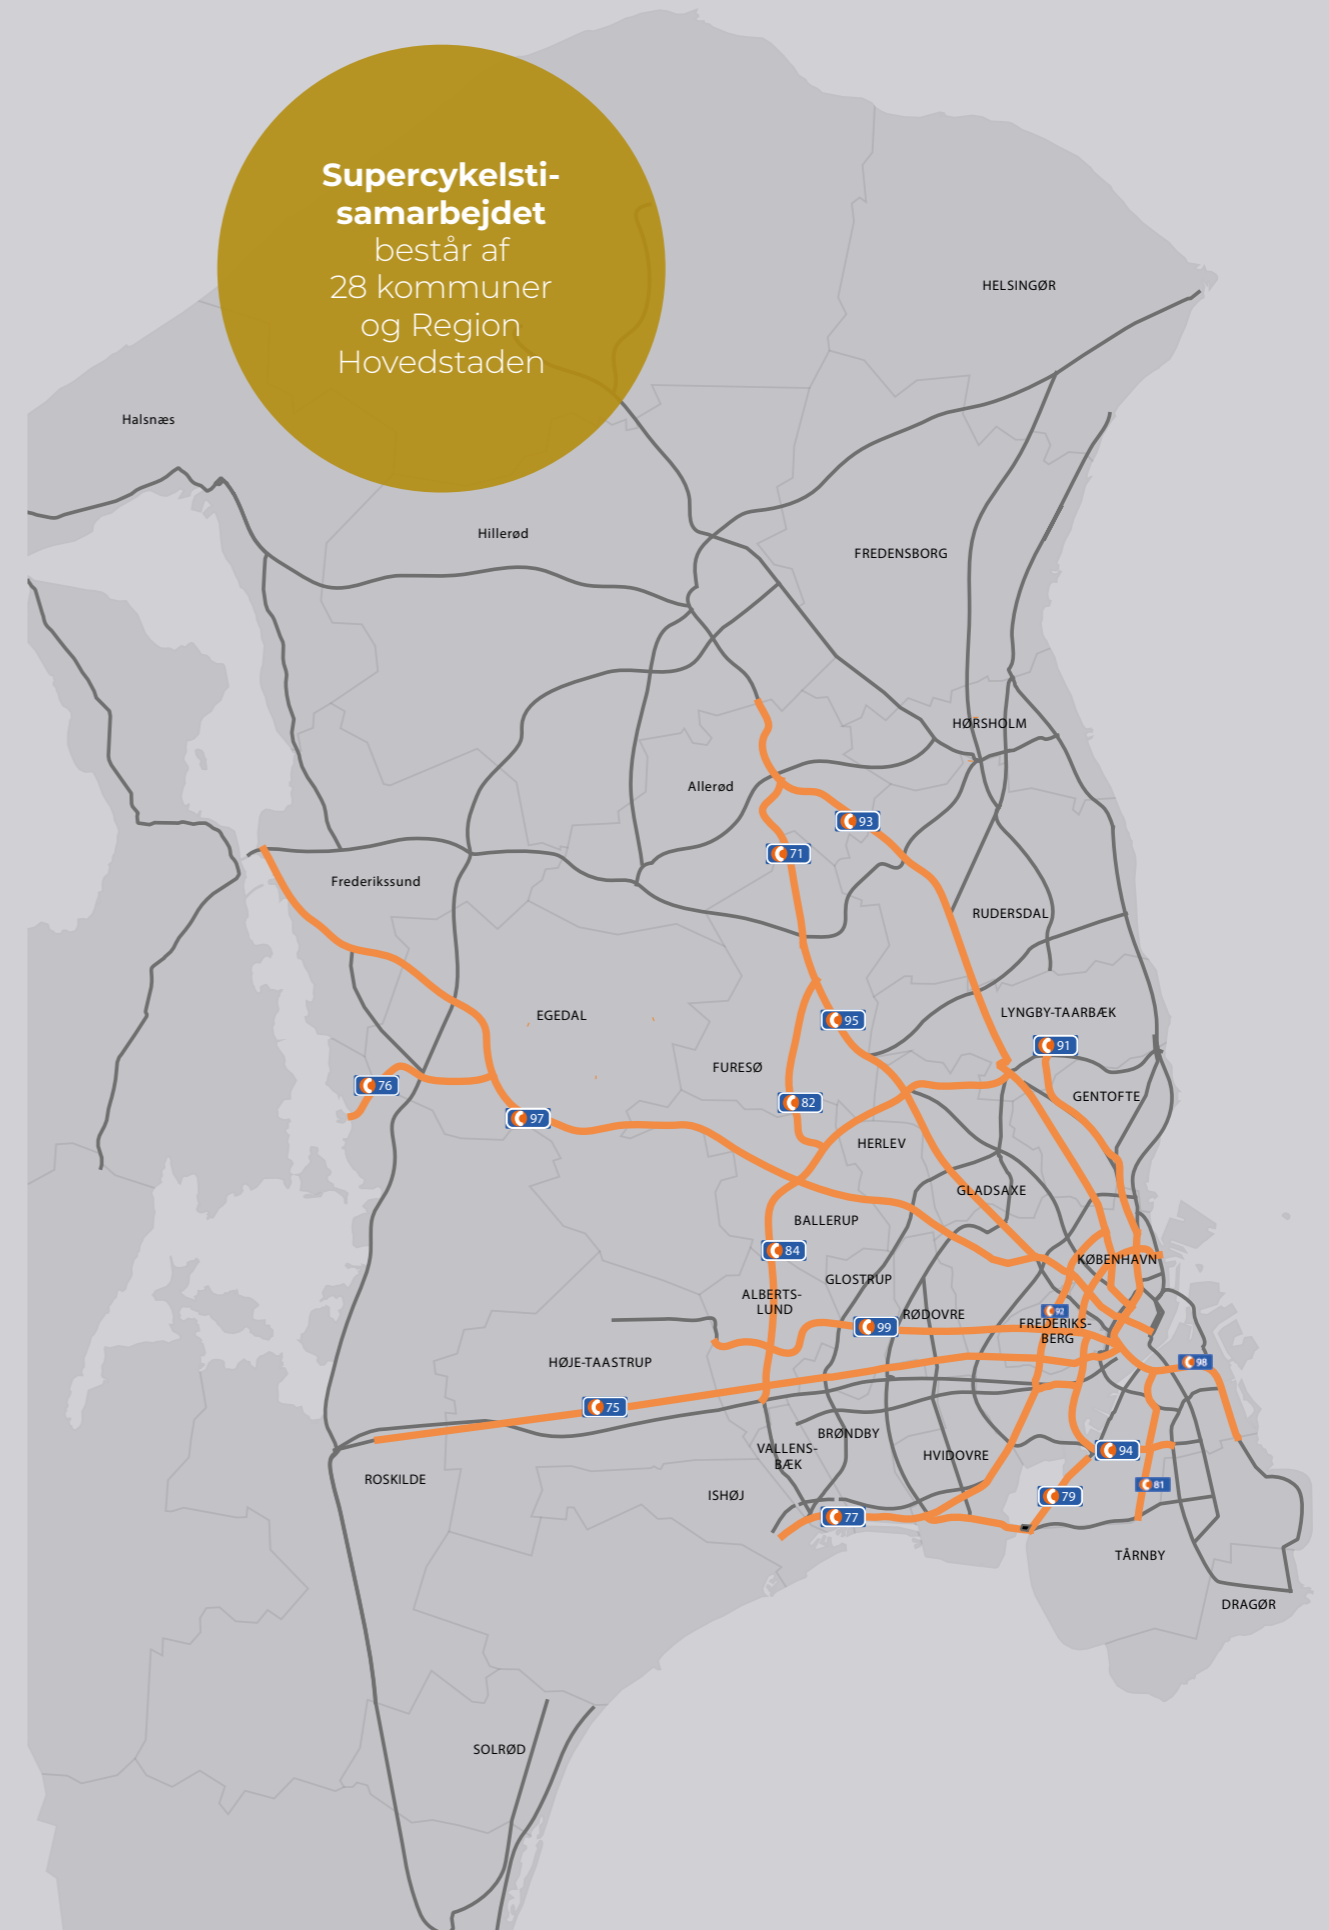 Supercykelsti-
samarbejdet
består af
28 kommuner
og Region
Hovedstaden
HELSINGØR
Halsnæs
Hillerød
FREDENSBORG
HØRSHOLM
Allerød
93
71
Frederikssund
RUDERSDAL
EGEDAL
95
LYNGBY-TAARBÆK
91
FURESØ
76
GENTOFTE
82
97
HERLEV
GLADSAXE
BALLERUP
84
KØBENHAVN
GLOSTRUP
ALBERTS-
LUND
92
RØDOVRE
99
FREDERIKS-
BERG
HØJE-TAASTRUP
98
75
BRØNDBY
VALLENS-
BÆK
94
HVIDOVRE
ROSKILDE
81
ISHØJ
79
77
TÅRNBY
DRAGØR
SOLRØD